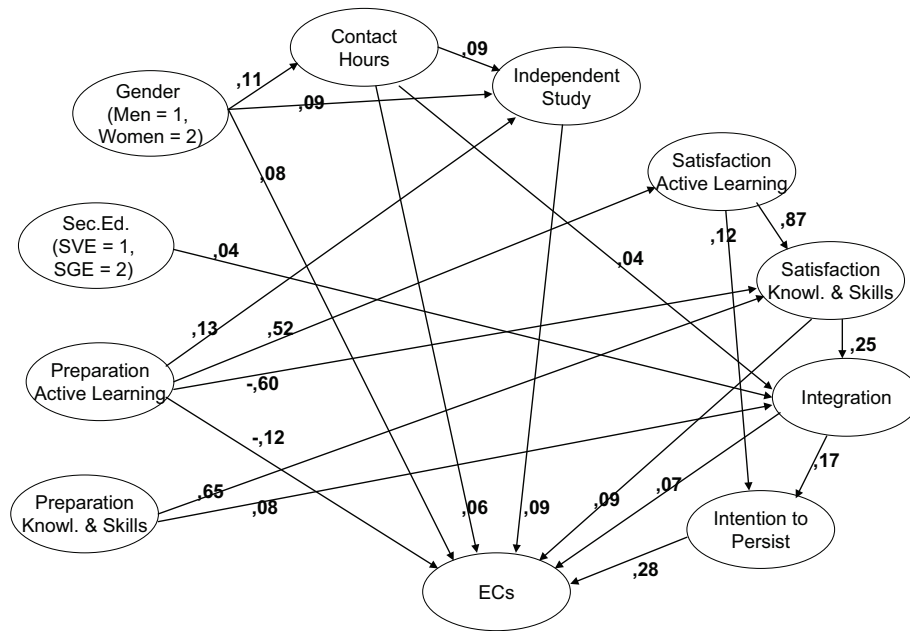 Contact
Hours
,09
Independent
Study
,11
Gender
(Men = 1,
Women = 2)
,09
,08
Satisfaction
Active Learning
,87
,12
Sec.Ed.
(SVE = 1,
SGE = 2)
,04
,04
Satisfaction
Knowl. & Skills
,13
,52
,25
Preparation
Active Learning
-,60
Integration
-,12
,17
,65
,08
,06
,09
,09
,07
Preparation
Knowl. & Skills
Intention to
Persist
,28
ECs